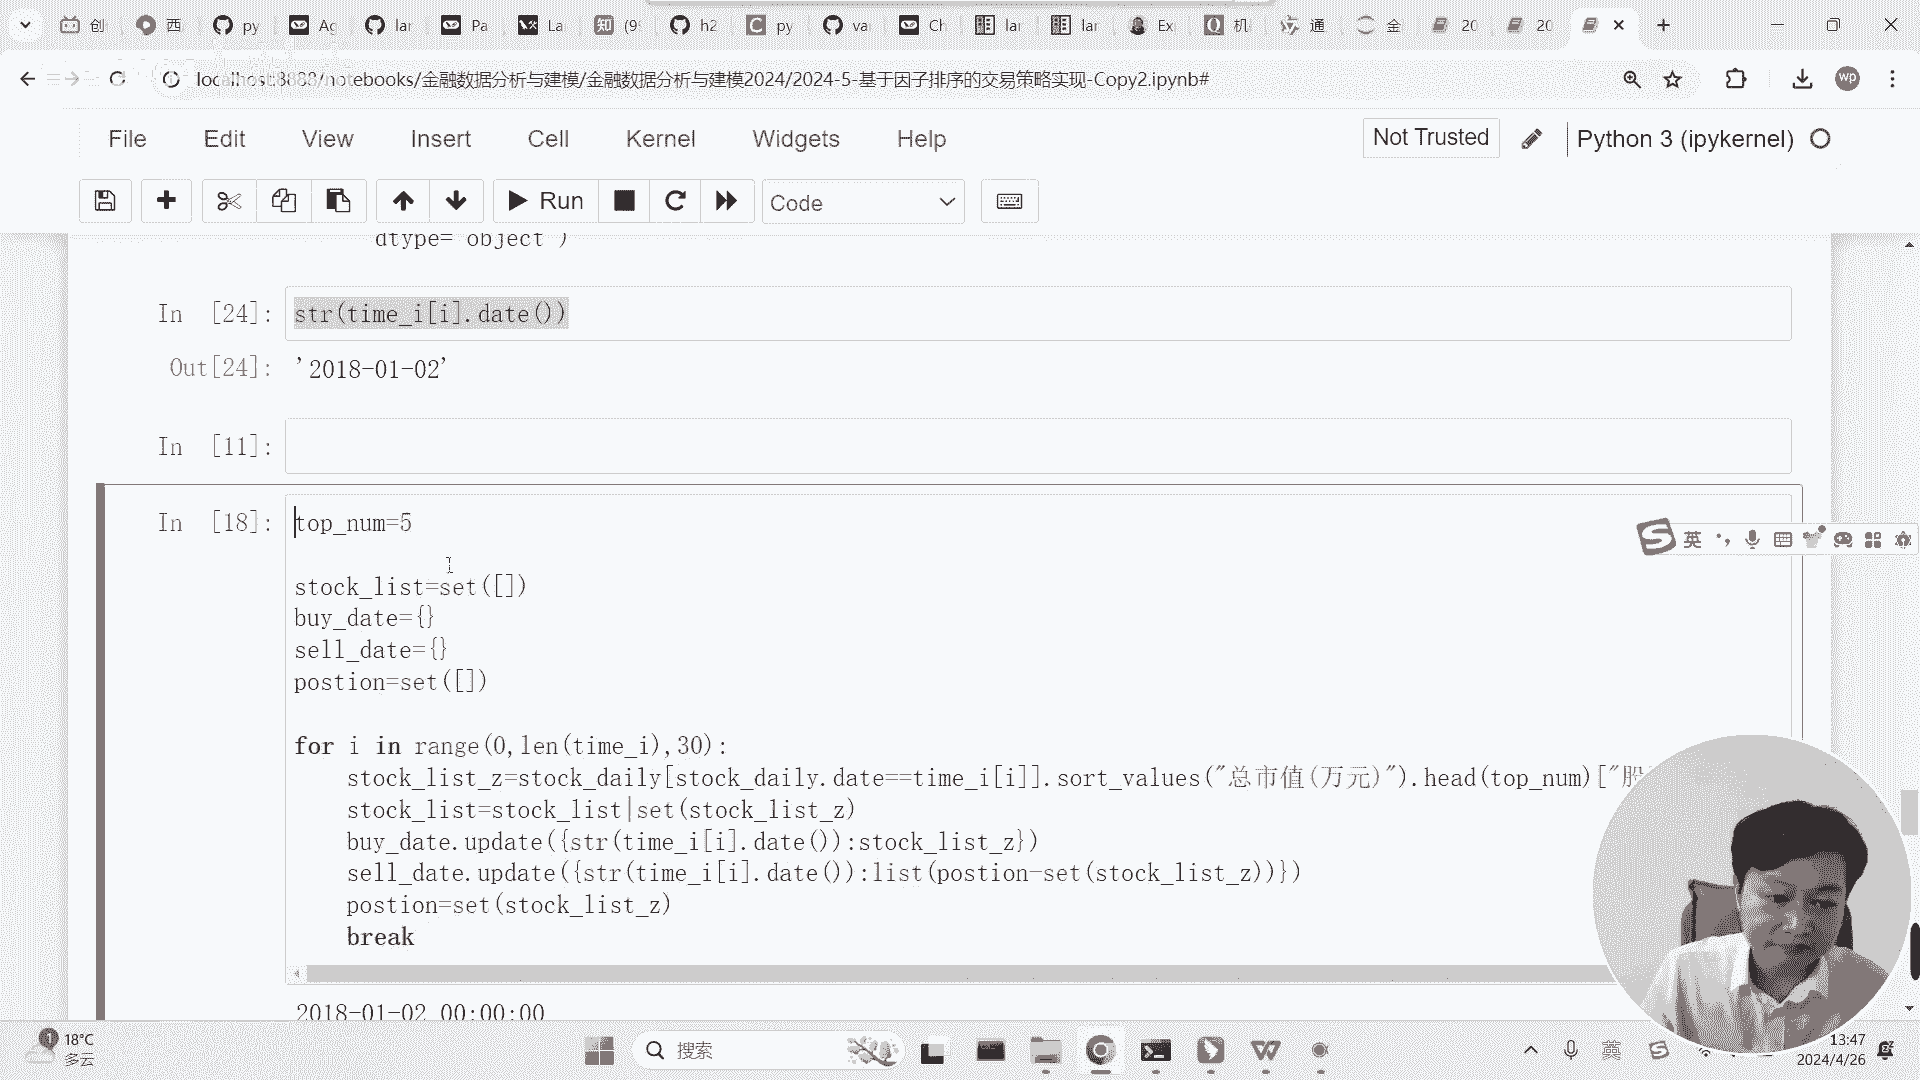 创
西
py
Ag
lar
Pa
La
知 (9
h2
py
va
Ch
lar
lar
Ex
机
通
金
20
20
localhost:8888/notebooks/金融数据分析与建模/金融数据分析与建模2024/2024-5-基于因子排序的交易策略实现-Copy2.ipynb#
wp
File Edit View Insert Cell Kernel Widgets Help
Not Trusted
Python 3 (ipykernel)
Run
Code
dtype='object')
In [24]: str(time_i[i].date())
Out[24]: '2018-01-02'
In [11]:
In [18]: top_num=5
stock_list=set([])
buy_date={}
sell_date={}
postion=set([])
for i in range(0,len(time_i),30):
stock_list_z=stock_daily[stock_daily.date==time_i[i]].sort_values("总市值(万元)").head(top_num)["股
stock_list=stock_list|set(stock_list_z)
buy_date.update({str(time_i[i].date()):stock_list_z})
sell_date.update({str(time_i[i].date()):list(postion-set(stock_list_z))})
postion=set(stock_list_z)
break
2018-01-02 00:00:00
英
18°C
多云
搜索
英
13:47
2024/4/26